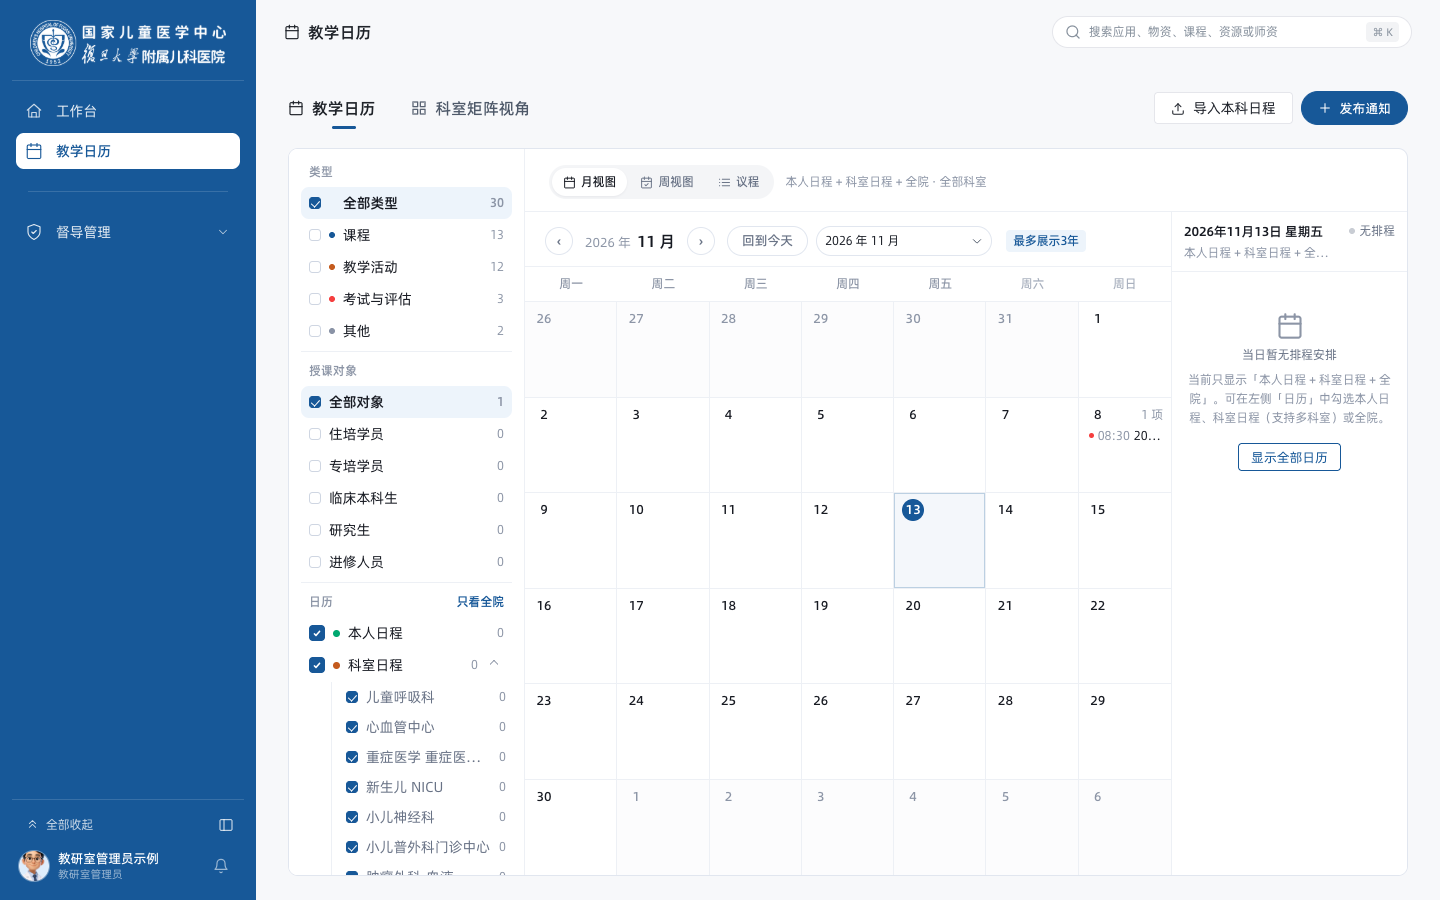 国家儿童医学中心
復旦大学附属儿科医院
工作台
教学日历
督导管理
全部收起
教研室管理员示例
教研室管理员
教学日历
搜索应用、物资、课程、资源或师资
⌘ K
教学日历
科室矩阵视角
导入本科日程
发布通知
类型
全部类型 30
课程 13
教学活动 12
考试与评估 3
其他 2
授课对象
全部对象 1
住培学员 0
专培学员 0
临床本科生 0
研究生 0
进修人员 0
日历 只看全院
本人日程 0
科室日程 0
儿童呼吸科 0
心血管中心 0
重症医学 重症医… 0
新生儿 NICU 0
小儿神经科 0
小儿普外科门诊中心 0
月视图 周视图 议程 本人日程 + 科室日程 + 全院 · 全部科室
‹ 2026 年 11 月 › 回到今天 2026 年 11 月 最多展示3年
周一 周二 周三 周四 周五 周六 周日
26 27 28 29 30 31 1
2 3 4 5 6 7 8 1 项
08:30 20…
9 10 11 12 13 14 15
16 17 18 19 20 21 22
23 24 25 26 27 28 29
30 1 2 3 4 5 6
2026年11月13日 星期五 无排程
本人日程 + 科室日程 + 全…
当日暂无排程安排
当前只显示「本人日程 + 科室日程 + 全
院」。可在左侧「日历」中勾选本人日
程、科室日程（支持多科室）或全院。
显示全部日历